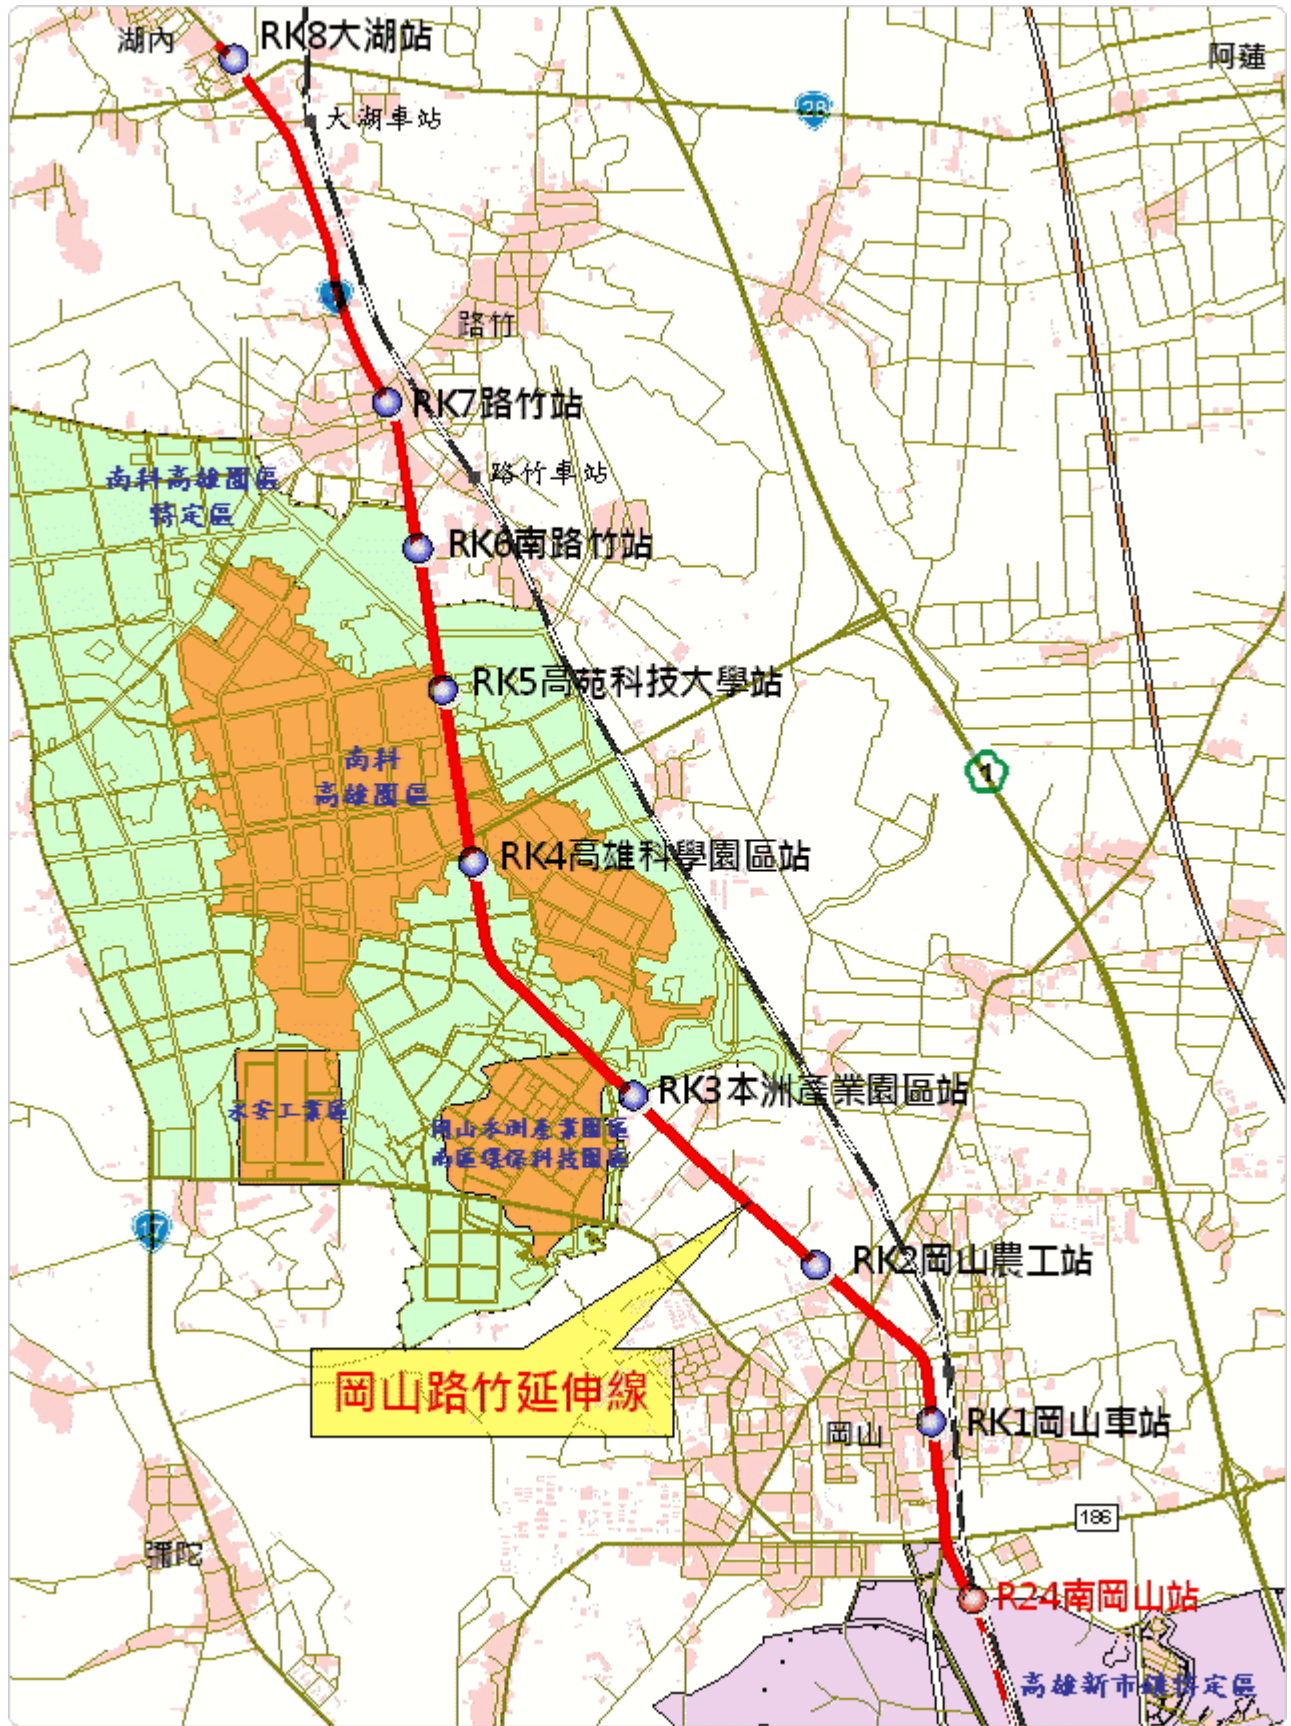 RK8大湖站
湖內
阿蓮
28
大湖車站
路竹
RK7路竹站
路竹車站
南科高雄園區
特定區
RK6南路竹站
RK5高苑科技大學站
南科
高雄園區
1
RK4高雄科學園區站
RK3本洲產業園區站
永安工業區
岡山本洲產業園區
南區環保科技園區
17
RK2岡山農工站
岡山路竹延伸線
RK1岡山車站
岡山
186
彌陀
R24南岡山站
高雄新市鎮特定區